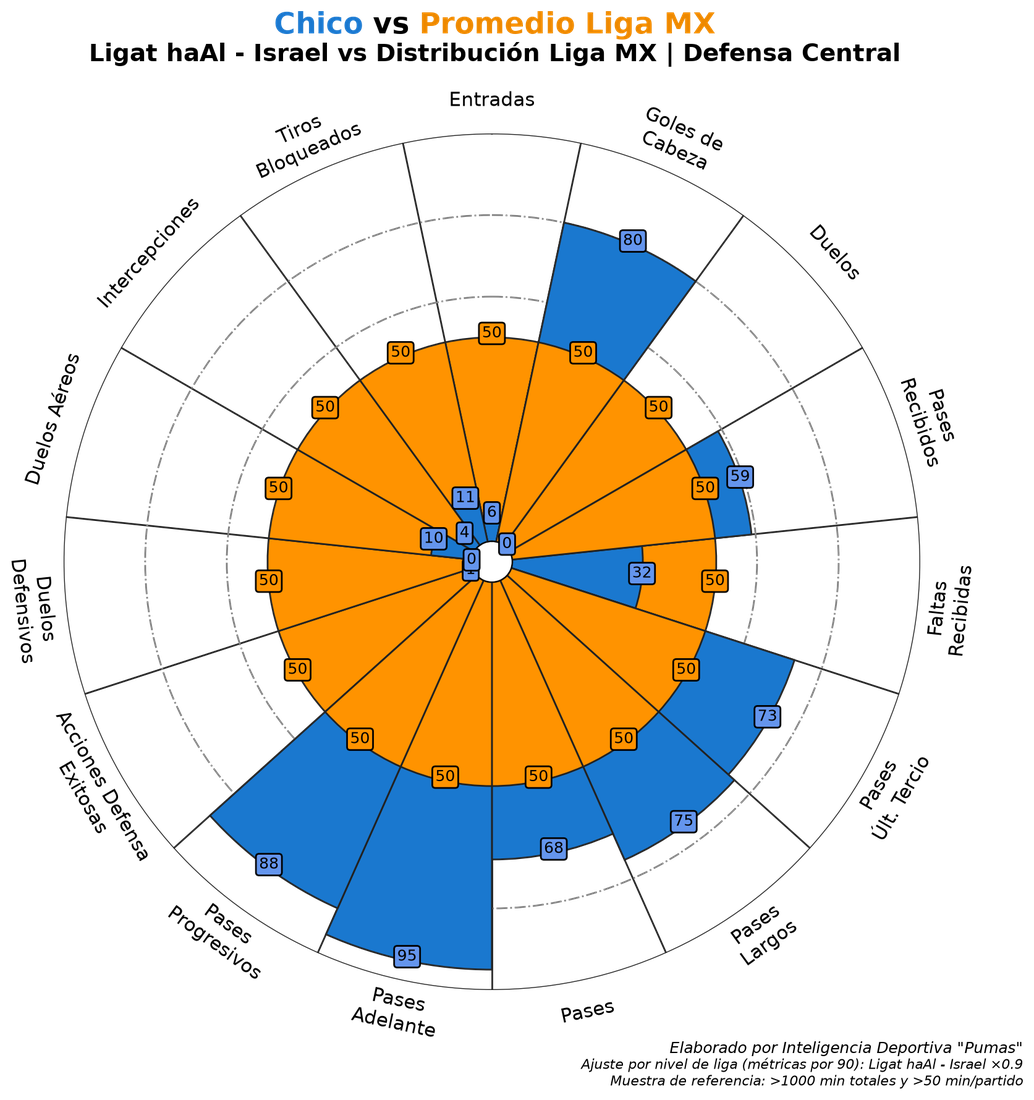 Chico vs Promedio Liga MX
Ligat haAl - Israel vs Distribución Liga MX | Defensa Central
Entradas
Goles de
Cabeza
Duelos
Pases
Recibidos
Faltas
Recibidas
Pases
Últ. Tercio
Pases
Largos
Pases
Pases
Adelante
Pases
Progresivos
Acciones Defensa
Exitosas
Duelos
Defensivos
Duelos Aéreos
Intercepciones
Tiros
Bloqueados
50
6
50
80
50
0
50
59
50
32
50
73
50
75
50
68
50
95
50
88
50
1
50
0
50
10
50
4
50
11
Elaborado por Inteligencia Deportiva "Pumas"
Ajuste por nivel de liga (métricas por 90): Ligat haAl - Israel ×0.9
Muestra de referencia: >1000 min totales y >50 min/partido